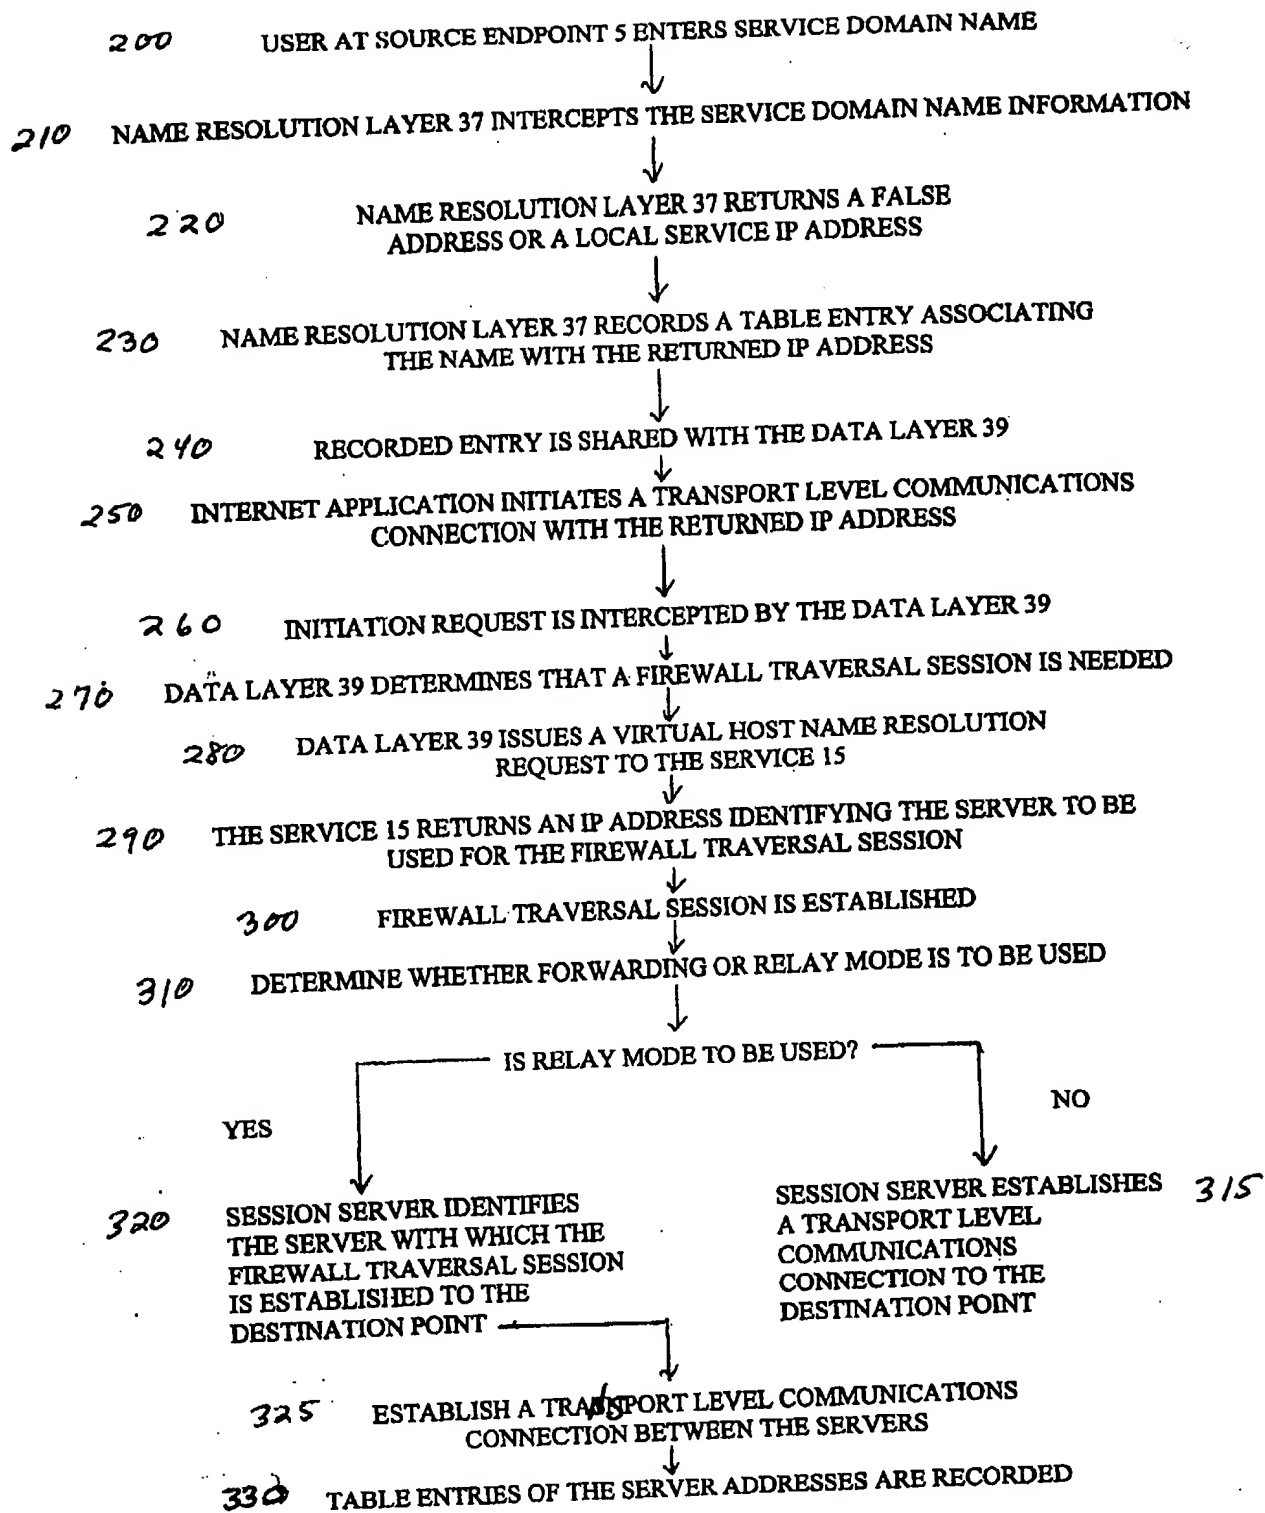 200 USER AT SOURCE ENDPOINT 5 ENTERS SERVICE DOMAIN NAME
210 NAME RESOLUTION LAYER 37 INTERCEPTS THE SERVICE DOMAIN NAME INFORMATION
220 NAME RESOLUTION LAYER 37 RETURNS A FALSE
ADDRESS OR A LOCAL SERVICE IP ADDRESS
230 NAME RESOLUTION LAYER 37 RECORDS A TABLE ENTRY ASSOCIATING
THE NAME WITH THE RETURNED IP ADDRESS
240 RECORDED ENTRY IS SHARED WITH THE DATA LAYER 39
250 INTERNET APPLICATION INITIATES A TRANSPORT LEVEL COMMUNICATIONS
CONNECTION WITH THE RETURNED IP ADDRESS
260 INITIATION REQUEST IS INTERCEPTED BY THE DATA LAYER 39
270 DATA LAYER 39 DETERMINES THAT A FIREWALL TRAVERSAL SESSION IS NEEDED
280 DATA LAYER 39 ISSUES A VIRTUAL HOST NAME RESOLUTION
REQUEST TO THE SERVICE 15
290 THE SERVICE 15 RETURNS AN IP ADDRESS IDENTIFYING THE SERVER TO BE
USED FOR THE FIREWALL TRAVERSAL SESSION
300 FIREWALL TRAVERSAL SESSION IS ESTABLISHED
310 DETERMINE WHETHER FORWARDING OR RELAY MODE IS TO BE USED
IS RELAY MODE TO BE USED?
YES
NO
320 SESSION SERVER IDENTIFIES
THE SERVER WITH WHICH THE
FIREWALL TRAVERSAL SESSION
IS ESTABLISHED TO THE
DESTINATION POINT
SESSION SERVER ESTABLISHES 315
A TRANSPORT LEVEL
COMMUNICATIONS
CONNECTION TO THE
DESTINATION POINT
325 ESTABLISH A TRANSPORT LEVEL COMMUNICATIONS
CONNECTION BETWEEN THE SERVERS
330 TABLE ENTRIES OF THE SERVER ADDRESSES ARE RECORDED